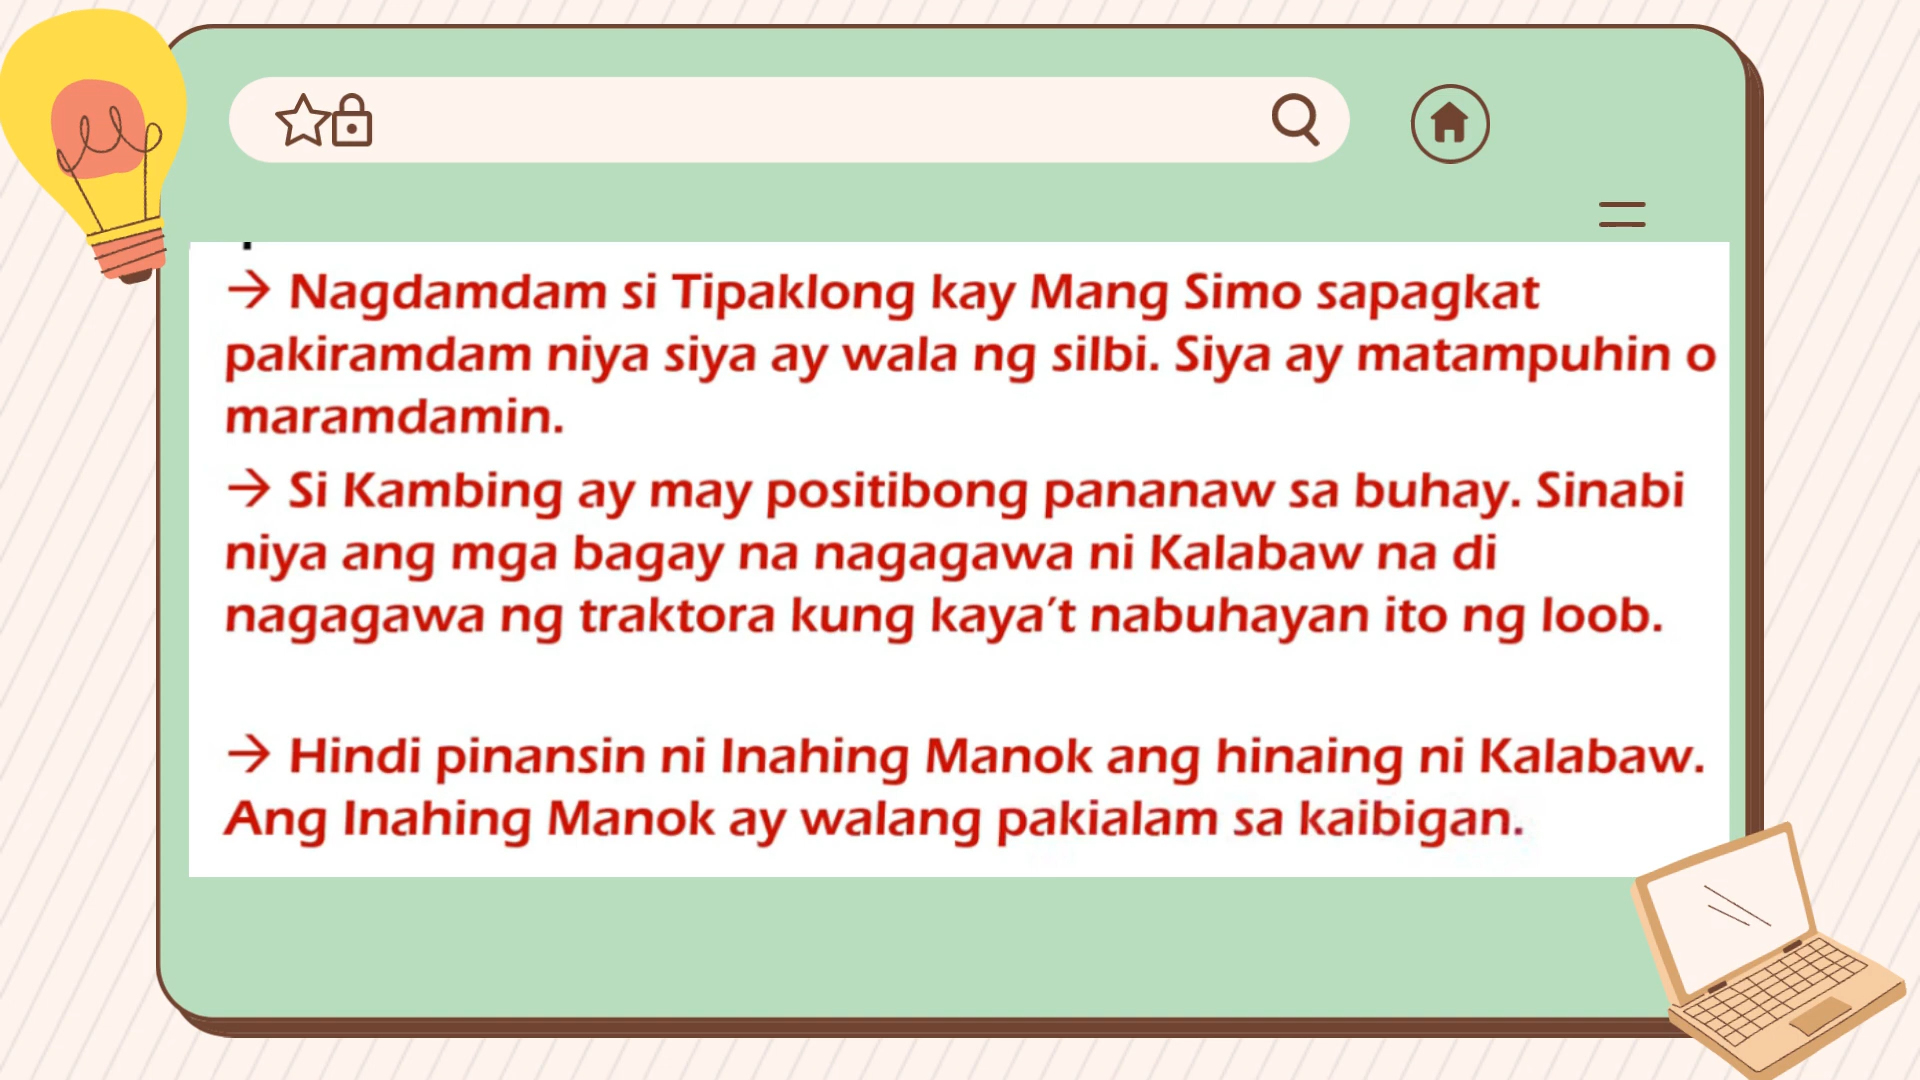 → Nagdamdam si Tipaklong kay Mang Simo sapagkat
pakiramdam niya siya ay wala ng silbi. Siya ay matampuhin o
maramdamin.
→ Si Kambing ay may positibong pananaw sa buhay. Sinabi
niya ang mga bagay na nagagawa ni Kalabaw na di
nagagawa ng traktora kung kaya’t nabuhayan ito ng loob.
→ Hindi pinansin ni Inahing Manok ang hinaing ni Kalabaw.
Ang Inahing Manok ay walang pakialam sa kaibigan.